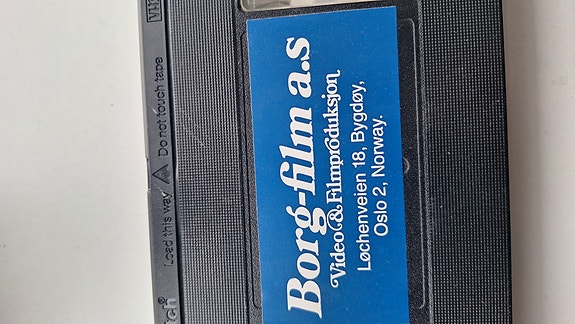 Borg-film a.s
Video & Filmproduksjon
Løchenveien 18, Bygdøy,
Oslo 2, Norway.
Load this way △ Do not touch tape